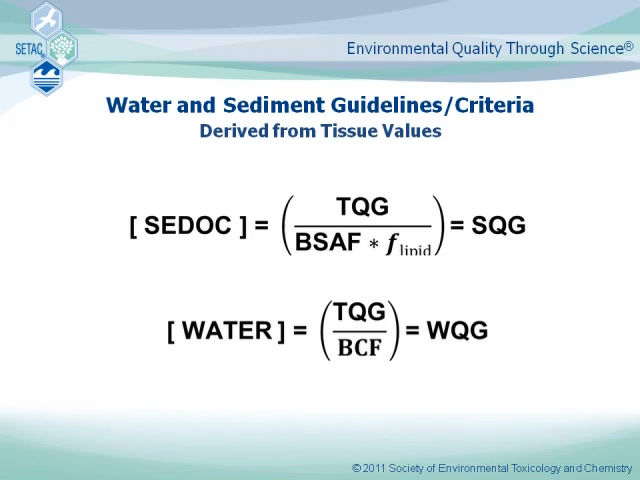 SETAC
Environmental Quality Through Science®
Water and Sediment Guidelines/Criteria
Derived from Tissue Values
[ SEDOC ] = ( TQG / BSAF * f lipid ) = SQG
[ WATER ] = ( TQG / BCF ) = WQG
© 2011 Society of Environmental Toxicology and Chemistry